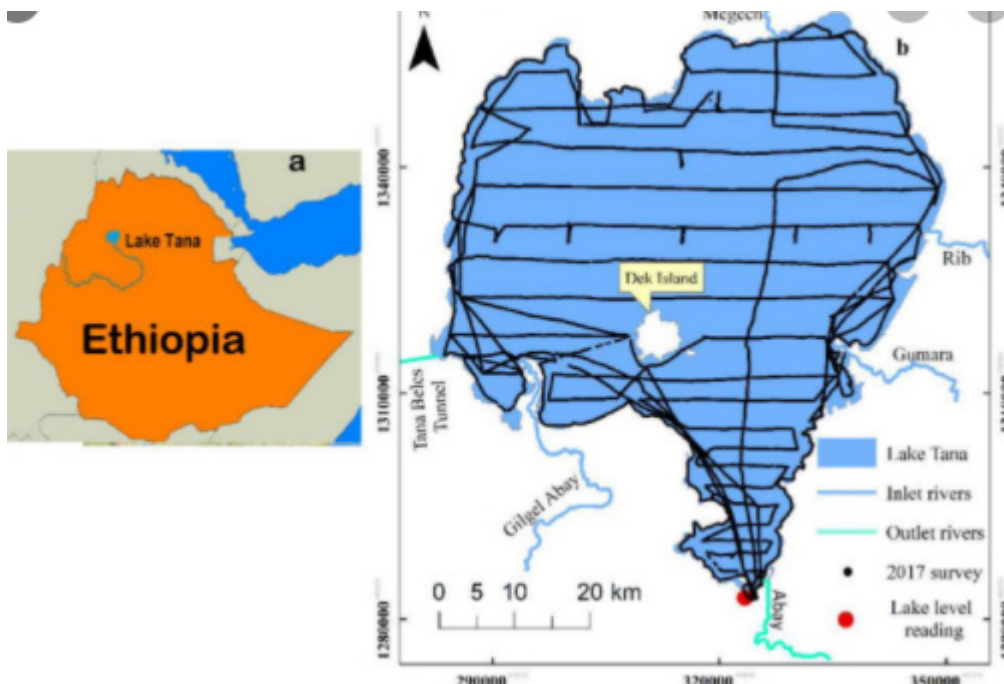 a
Lake Tana
Ethiopia
N
Megech
b
1340000
Rib
Dek Island
Gumara
Tana Beles
Tunnel
1310000
Gilgel Abay
Lake Tana
Inlet rivers
Outlet rivers
2017 survey
Lake level
reading
0 5 10 20 km
Abay
1280000
290000
320000
350000